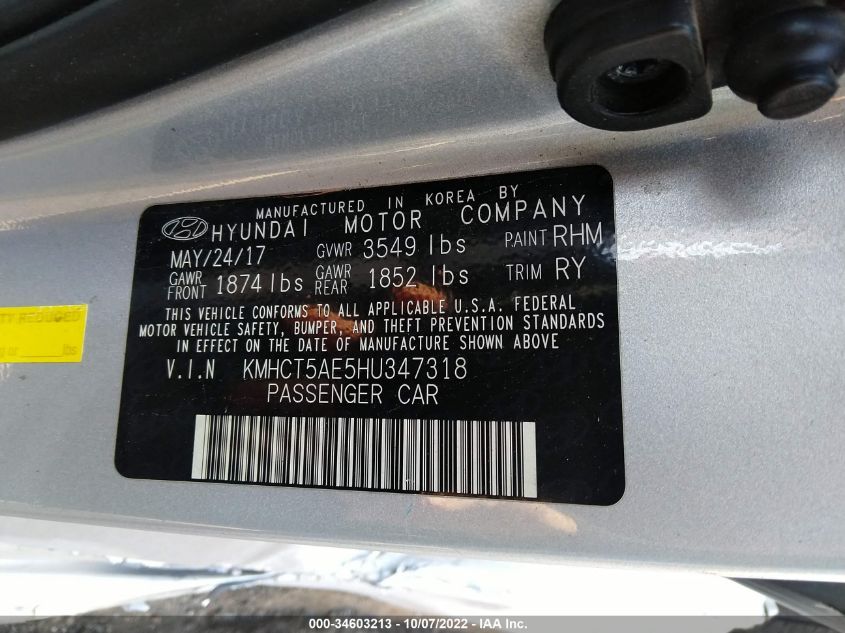 MANUFACTURED IN KOREA BY
HYUNDAI MOTOR COMPANY
MAY/24/17 GVWR 3549 lbs PAINT RHM
GAWR FRONT 1874 lbs GAWR REAR 1852 lbs TRIM RY
THIS VEHICLE CONFORMS TO ALL APPLICABLE U.S.A. FEDERAL
MOTOR VEHICLE SAFETY, BUMPER, AND THEFT PREVENTION STANDARDS
IN EFFECT ON THE DATE OF MANUFACTURE SHOWN ABOVE
V.I.N KMHCT5AE5HU347318
PASSENGER CAR
REDUCED
lbs
000-34603213 - 10/07/2022 - IAA Inc.